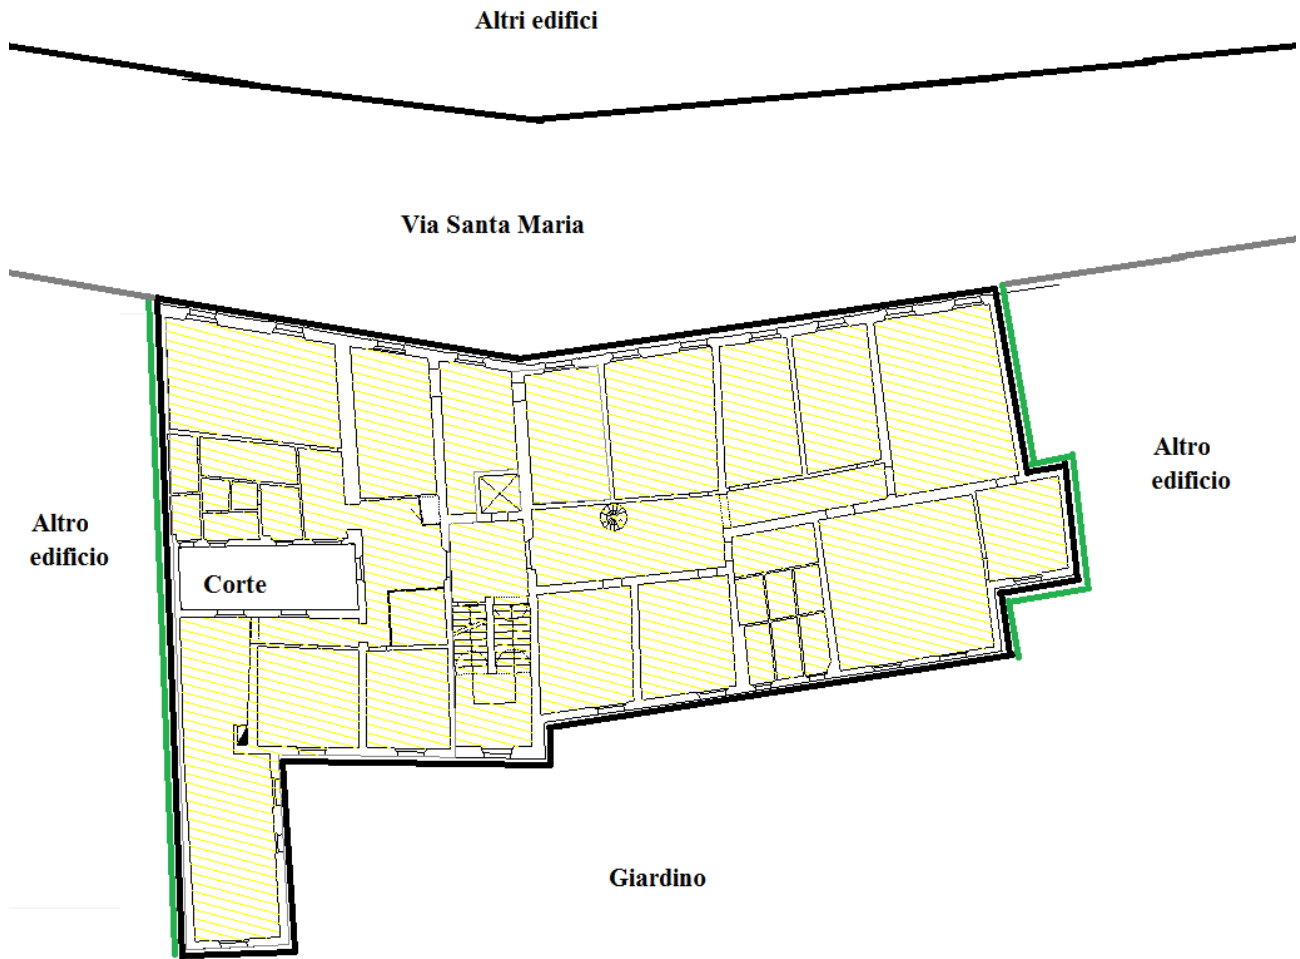 Altri edifici
Via Santa Maria
Altro
edificio
Altro
edificio
Corte
Giardino